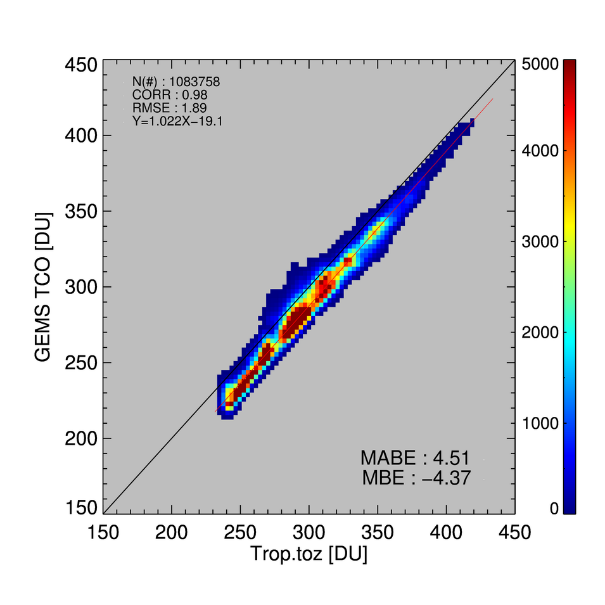 N(#) : 1083758
CORR : 0.98
RMSE : 1.89
Y=1.022X−19.1
MABE : 4.51
MBE : −4.37
450
400
350
300
250
200
150
GEMS TCO [DU]
150 200 250 300 350 400 450
Trop.toz [DU]
5000
4000
3000
2000
1000
0